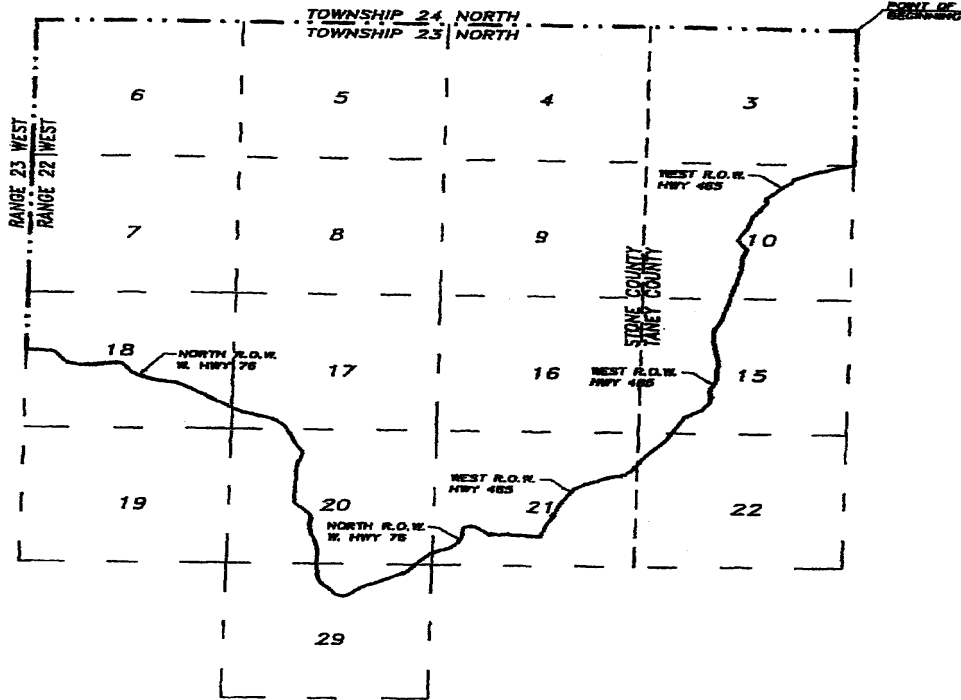 TOWNSHIP 24 NORTH
TOWNSHIP 23 NORTH
POINT OF
BEGINNING
6
5
4
3
RANGE 23 WEST
RANGE 22 WEST
WEST R.O.W.
HWY 465
7
8
9
10
STONE COUNTY
TANEY COUNTY
18
NORTH R.O.W.
W. HWY 76
17
16
WEST R.O.W.
HWY 465
15
WEST R.O.W.
HWY 465
19
20
21
22
NORTH R.O.W.
W. HWY 76
29